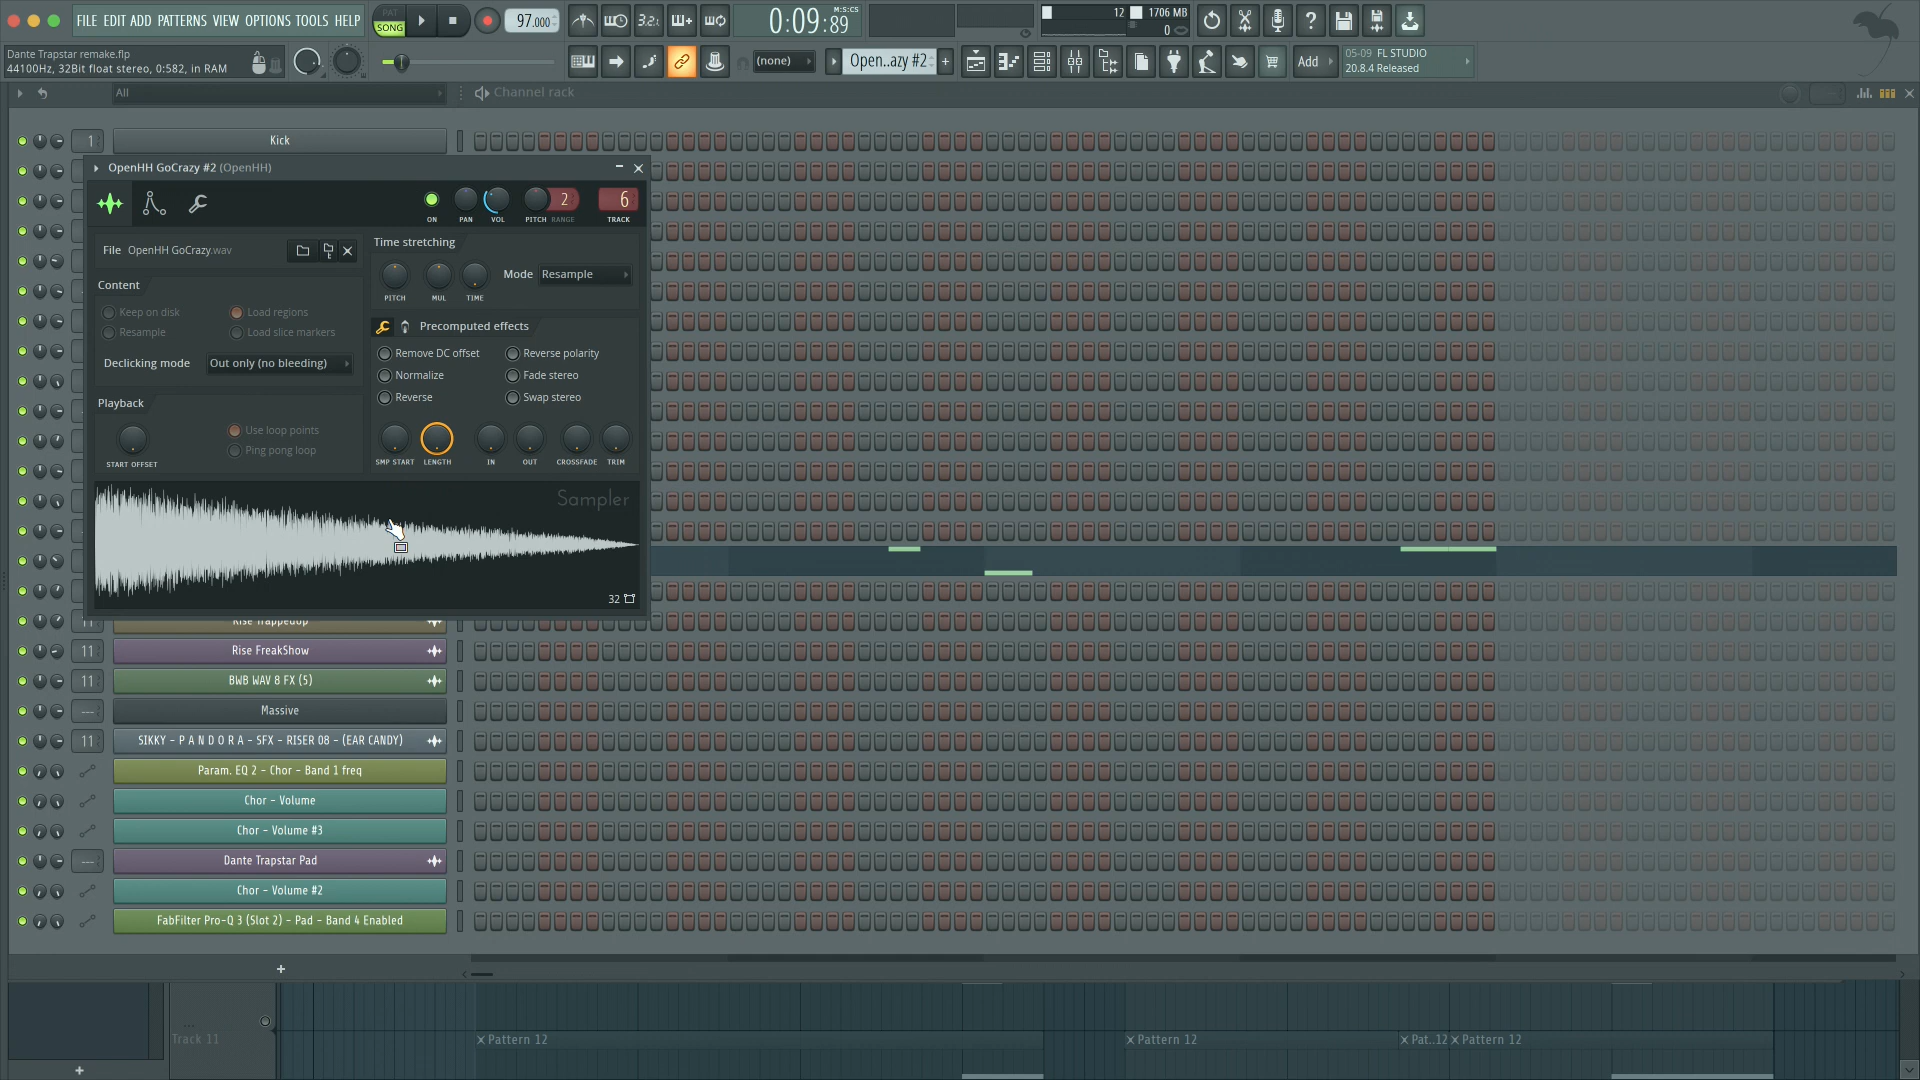 FILE EDIT ADD PATTERNS VIEW OPTIONS TOOLS HELP
PAT
SONG
97.000
3.2.
0:09:89
M:S:CS
12
1706 MB
0
Dante Trapstar remake.flp
44100Hz, 32Bit float stereo, 0:582, in RAM
(none)
Open..azy #2
+
Add
05-09 FL STUDIO
20.8.4 Released
All
Channel rack
1
Kick
OpenHH GoCrazy #2 (OpenHH)
ON
PAN
VOL
PITCH
RANGE
2
6
TRACK
File OpenHH GoCrazy.wav
Time stretching
PITCH
MUL
TIME
Mode Resample
Content
Keep on disk
Load regions
Resample
Load slice markers
Declicking mode
Out only (no bleeding)
Precomputed effects
Remove DC offset
Reverse polarity
Normalize
Fade stereo
Reverse
Swap stereo
Playback
START OFFSET
Use loop points
Ping pong loop
SMP START
LENGTH
IN
OUT
CROSSFADE
TRIM
Sampler
32
11
Rise TrappedUp
11
Rise FreakShow
11
BWB WAV 8 FX (5)
---
Massive
11
SIKKY - P A N D O R A - SFX - RISER 08 - (EAR CANDY)
Param. EQ 2 - Chor - Band 1 freq
Chor - Volume
Chor - Volume #3
---
Dante Trapstar Pad
Chor - Volume #2
FabFilter Pro-Q 3 (Slot 2) - Pad - Band 4 Enabled
+
Track 11
Pattern 12
Pattern 12
Pat..12
Pattern 12
+